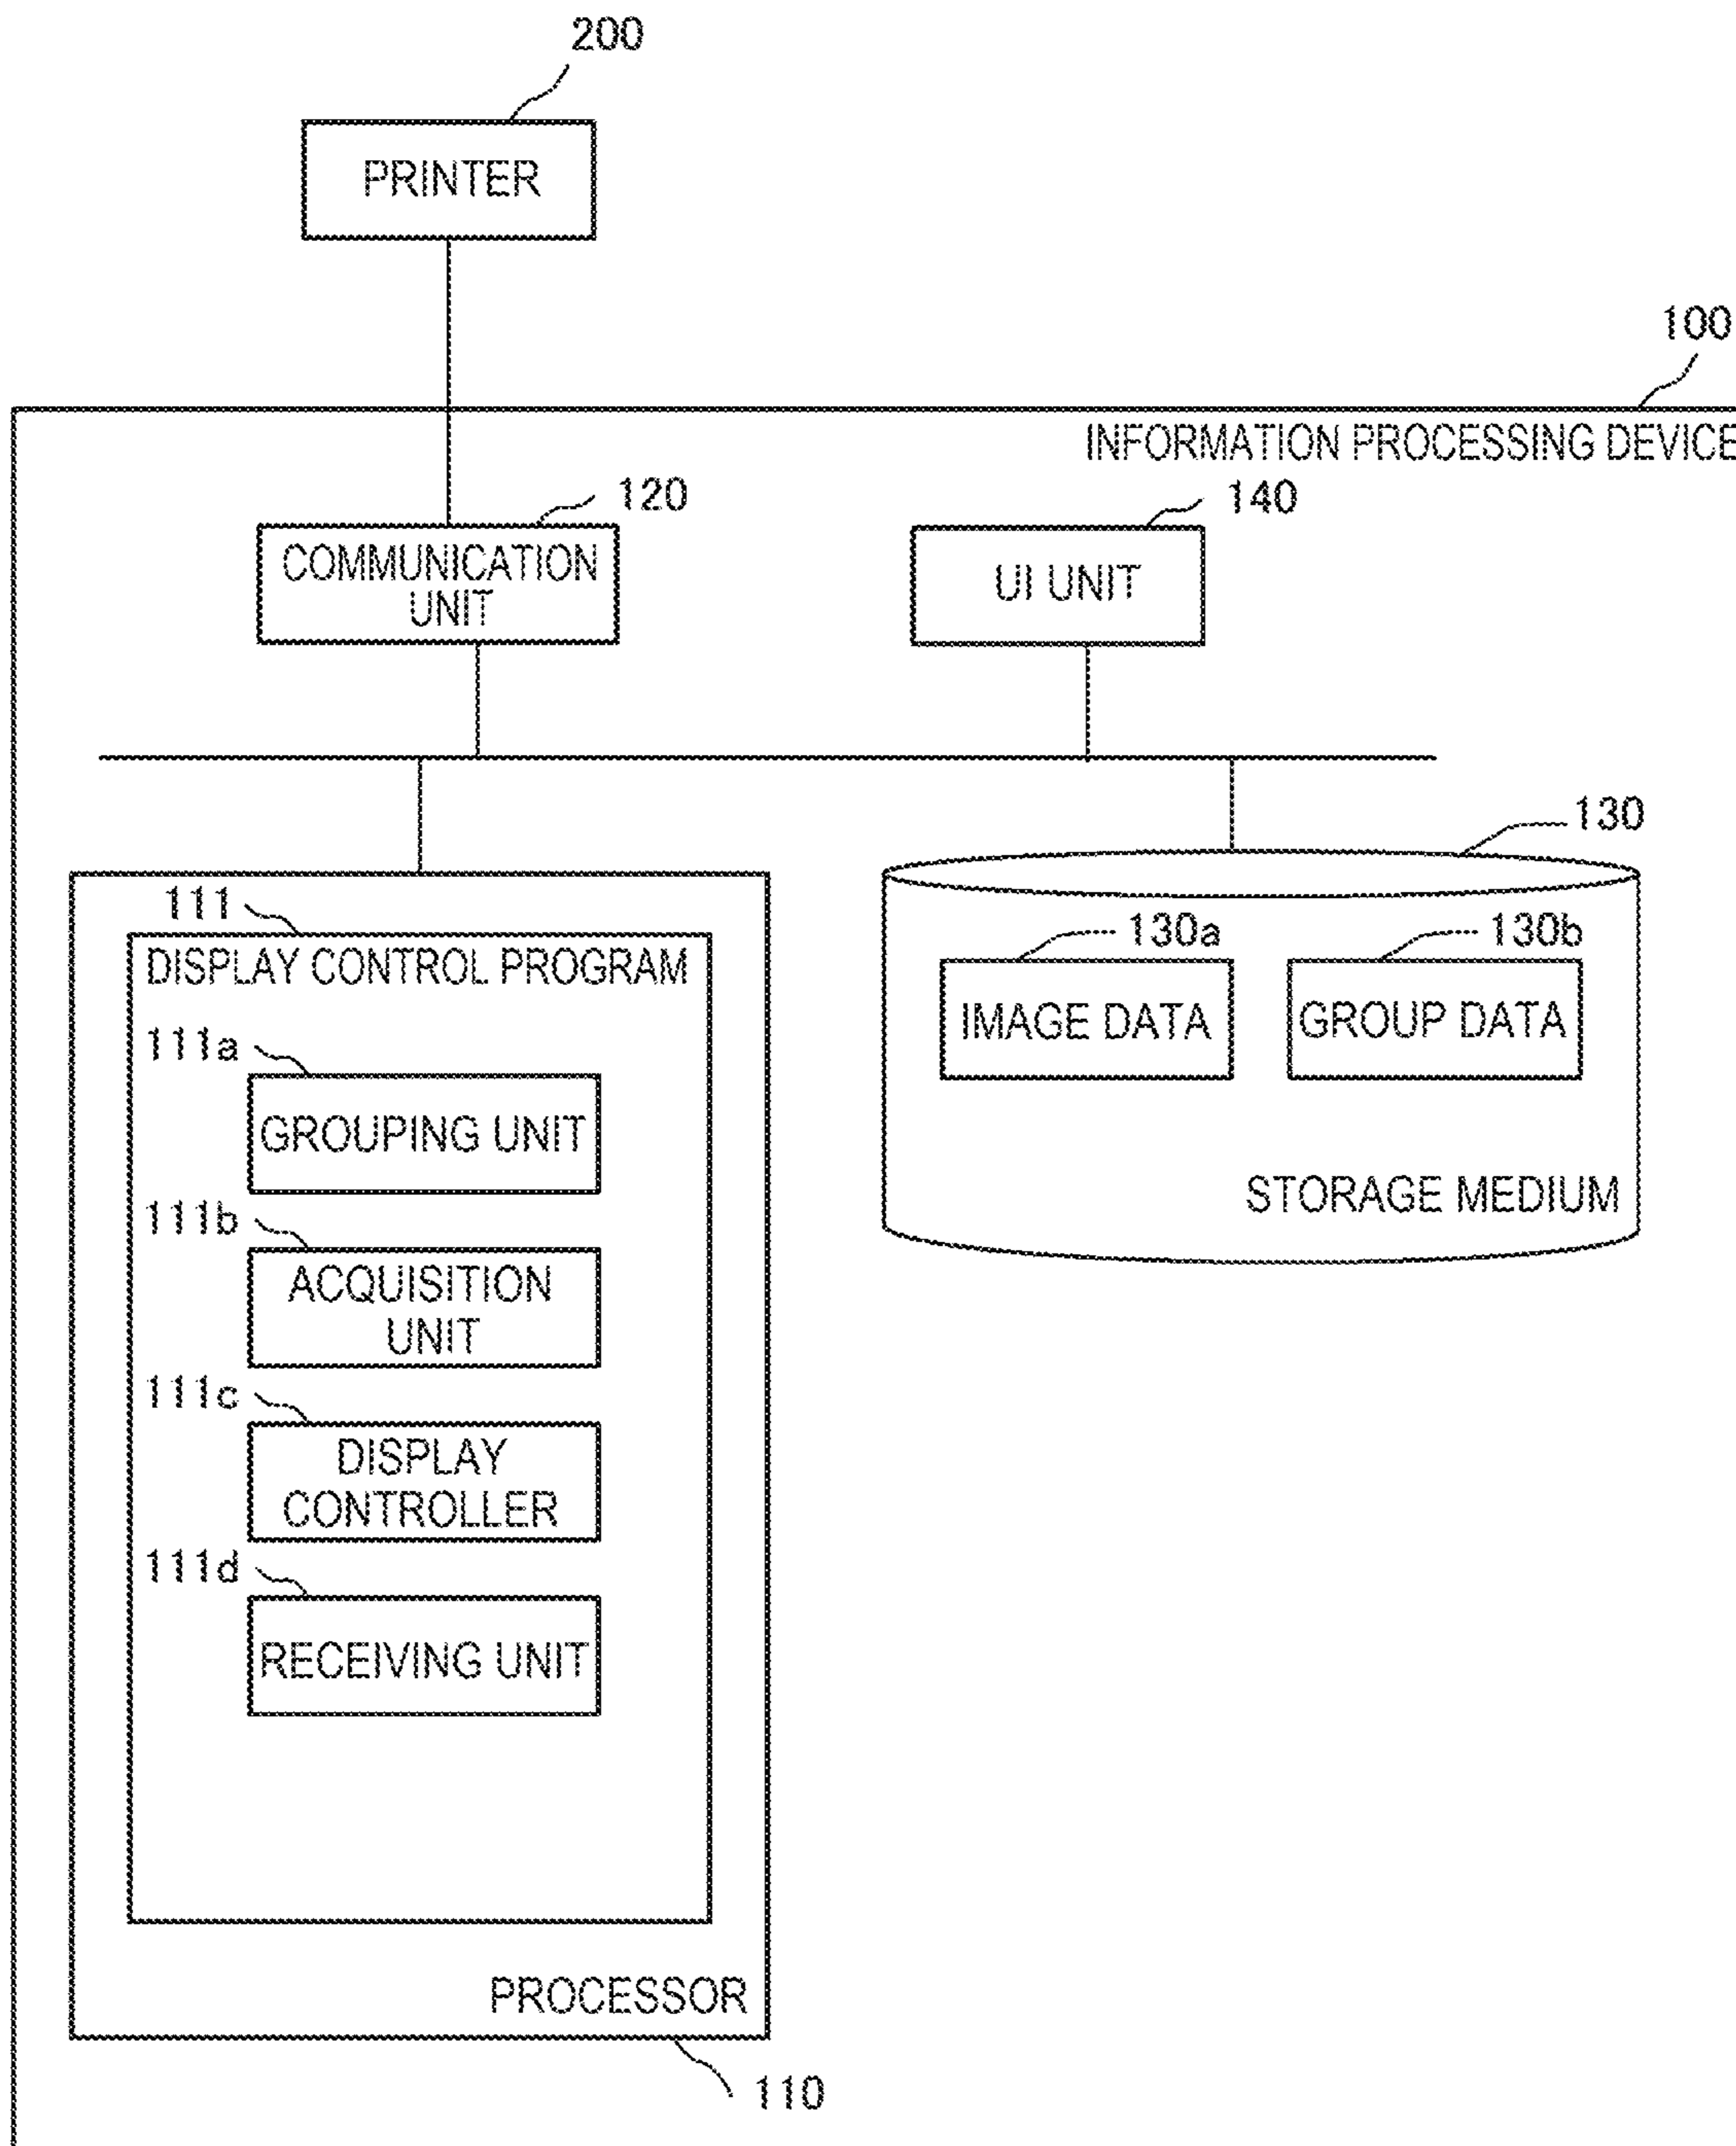 200
PRINTER
100
INFORMATION PROCESSING DEVICE
120
COMMUNICATION
UNIT
140
UI UNIT
111
DISPLAY CONTROL PROGRAM
111a
GROUPING UNIT
111b
ACQUISITION
UNIT
111c
DISPLAY
CONTROLLER
111d
RECEIVING UNIT
PROCESSOR
110
130
130a
IMAGE DATA
130b
GROUP DATA
STORAGE MEDIUM